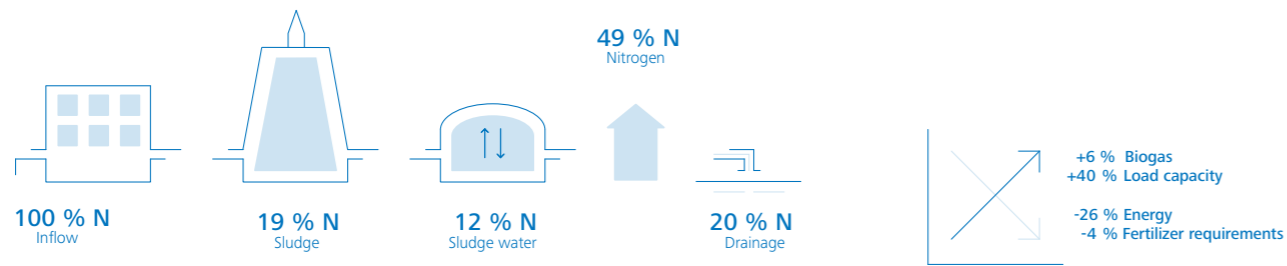 49 % N
Nitrogen
100 % N
Inflow
19 % N
Sludge
12 % N
Sludge water
20 % N
Drainage
+6 % Biogas
+40 % Load capacity
-26 % Energy
-4 % Fertilizer requirements